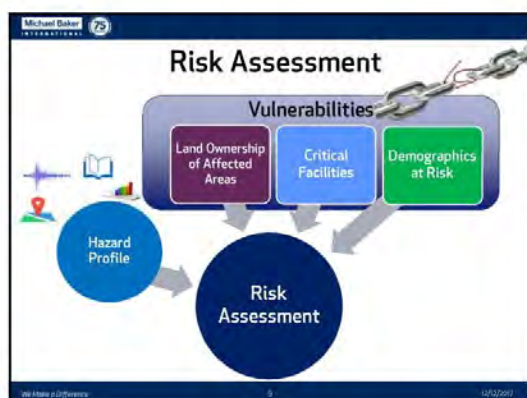 Michael Baker
INTERNATIONAL
75
Risk Assessment
Vulnerabilities
Land Ownership
of Affected
Areas
Critical
Facilities
Demographics
at Risk
Hazard
Profile
Risk
Assessment
We Make a Difference
9
12/12/2017